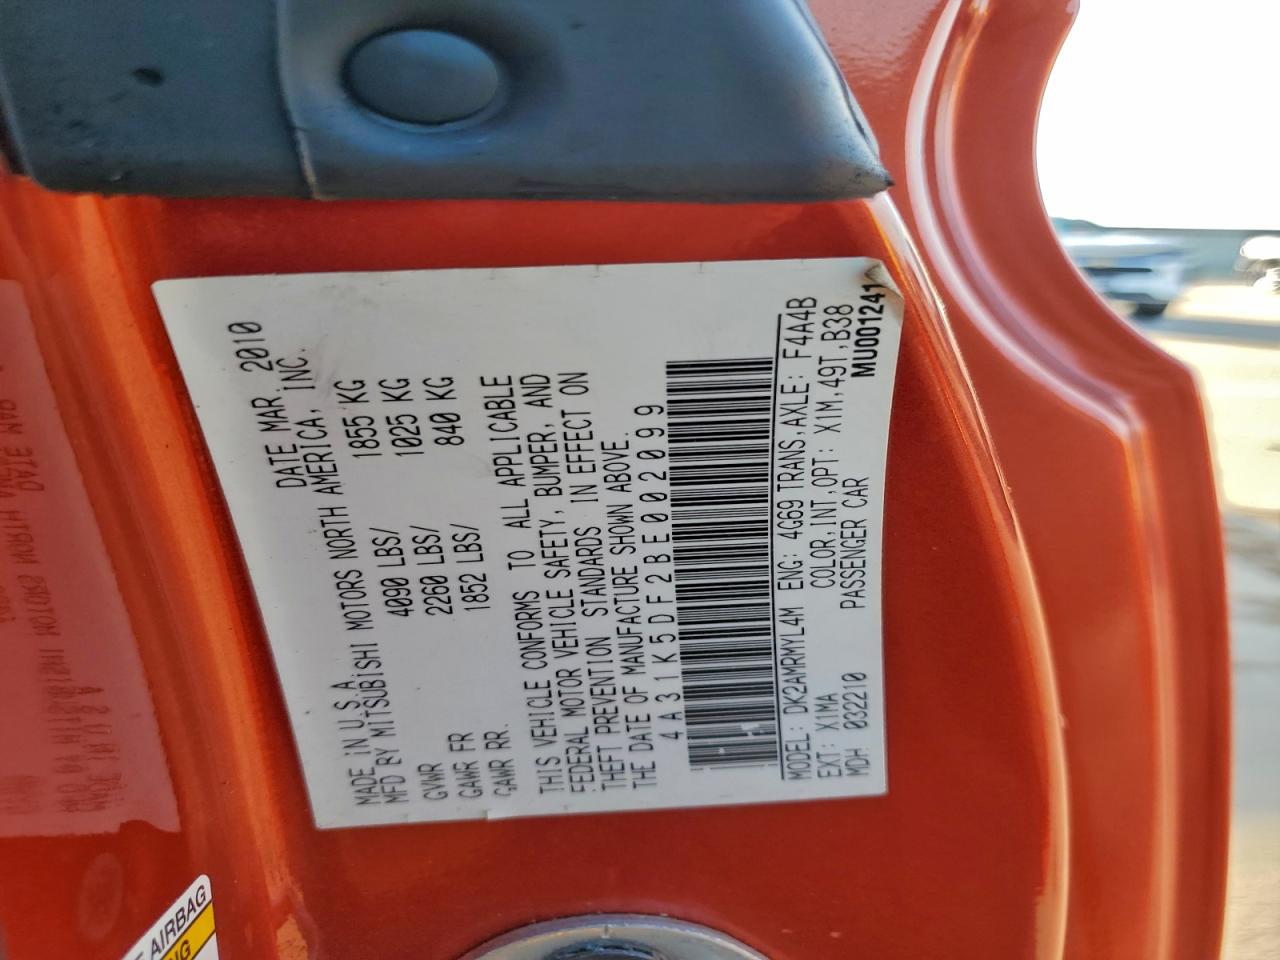 MADE IN U.S.A. DATE MAR, 2010
MFD BY MITSUBISHI MOTORS NORTH AMERICA, INC.
GVWR 4090 LBS/ 1855 KG
GAWR FR 2260 LBS/ 1025 KG
GAWR RR. 1852 LBS/ 840 KG
THIS VEHICLE CONFORMS TO ALL APPLICABLE
FEDERAL MOTOR VEHICLE SAFETY, BUMPER, AND
THEFT PREVENTION STANDARDS IN EFFECT ON
THE DATE OF MANUFACTURE SHOWN ABOVE.
4A31K5DF2BE002099
MODEL: DK2AMRMYL4M ENG: 4G69 TRANS,AXLE: F4A4B
EXT: X1MA COLOR,INT,OPT: XIM,49T,B38
MDH 032210 PASSENGER CAR MU001241
AIRBAG